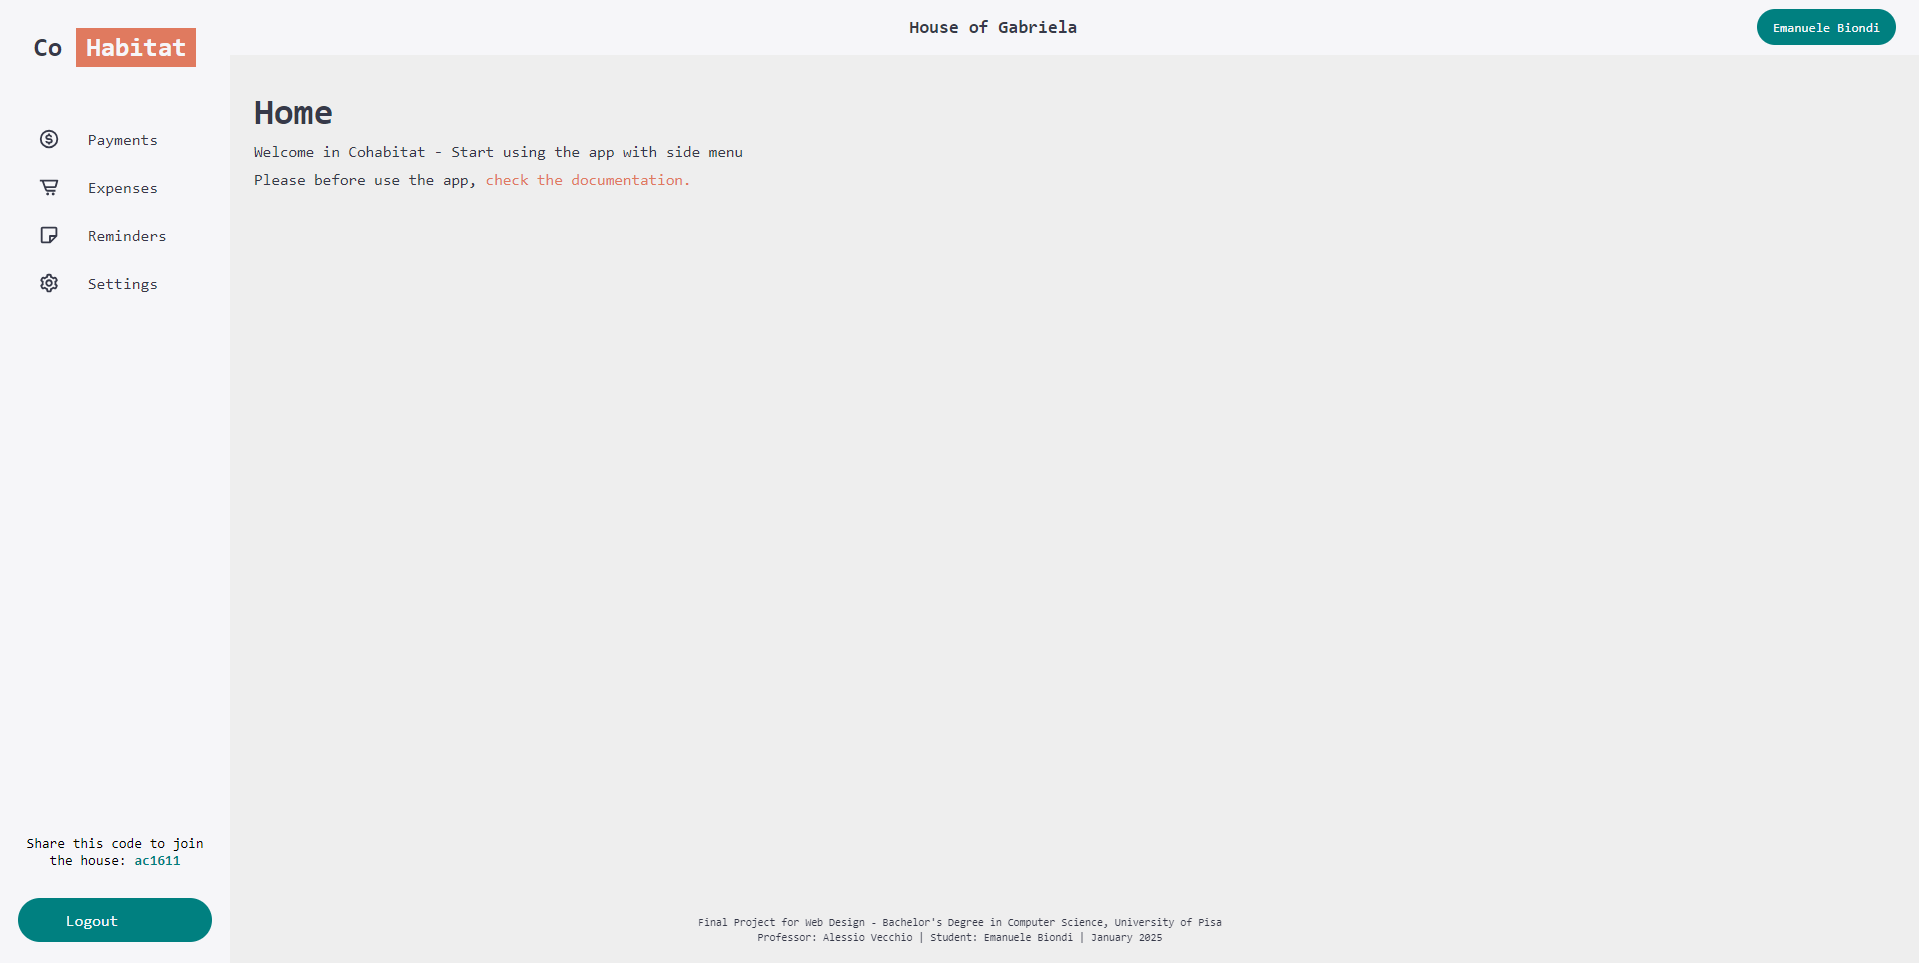 Co Habitat
House of Gabriela
Emanuele Biondi
Payments
Expenses
Reminders
Settings
Home
Welcome in Cohabitat - Start using the app with side menu
Please before use the app, check the documentation.
Share this code to join
the house: ac1611
Logout
Final Project for Web Design - Bachelor's Degree in Computer Science, University of Pisa
Professor: Alessio Vecchio | Student: Emanuele Biondi | January 2025